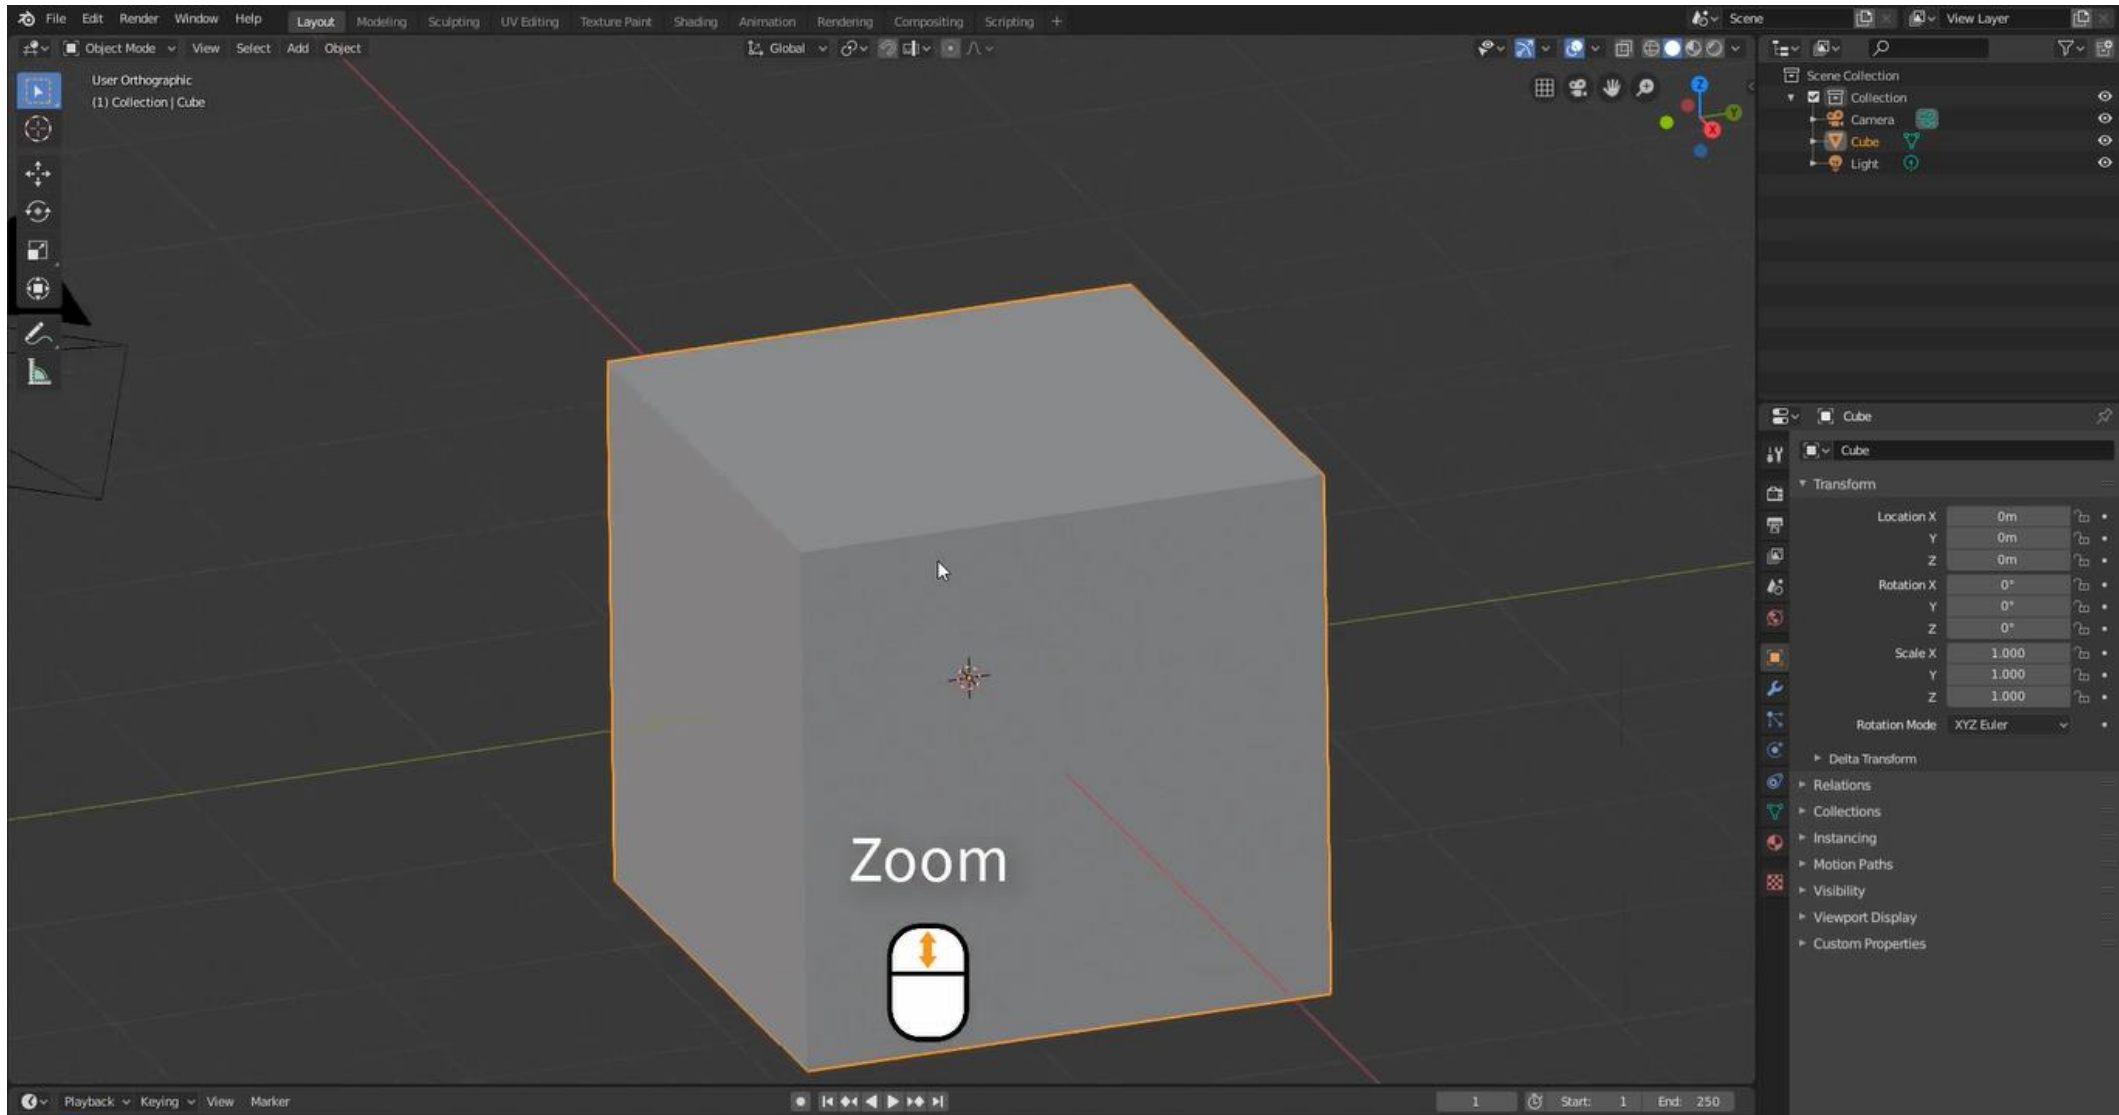 File Edit Render Window Help Layout Modeling Sculpting UV Editing Texture Paint Shading Animation Rendering Compositing Scripting + Scene View Layer
Object Mode View Select Add Object Global
User Orthographic
(1) Collection | Cube
Z
Y
X
Scene Collection
Collection
Camera
Cube
Light
Cube
Cube
Transform
Location X 0m
Y 0m
Z 0m
Rotation X 0°
Y 0°
Z 0°
Scale X 1.000
Y 1.000
Z 1.000
Rotation Mode XYZ Euler
Delta Transform
Relations
Collections
Instancing
Motion Paths
Visibility
Viewport Display
Custom Properties
Zoom
Playback Keying View Marker 1 Start: 1 End: 250